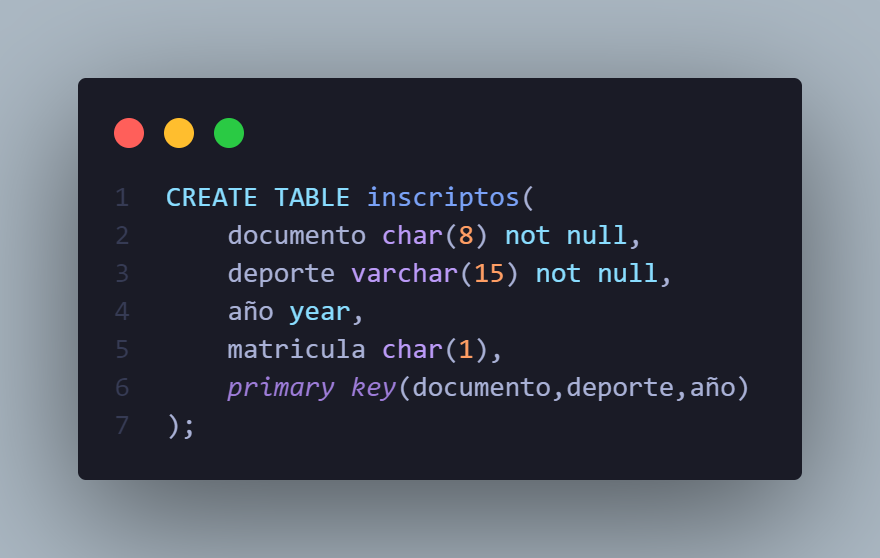 1 CREATE TABLE inscriptos(
2 documento char(8) not null,
3 deporte varchar(15) not null,
4 año year,
5 matricula char(1),
6 primary key(documento,deporte,año)
7 );